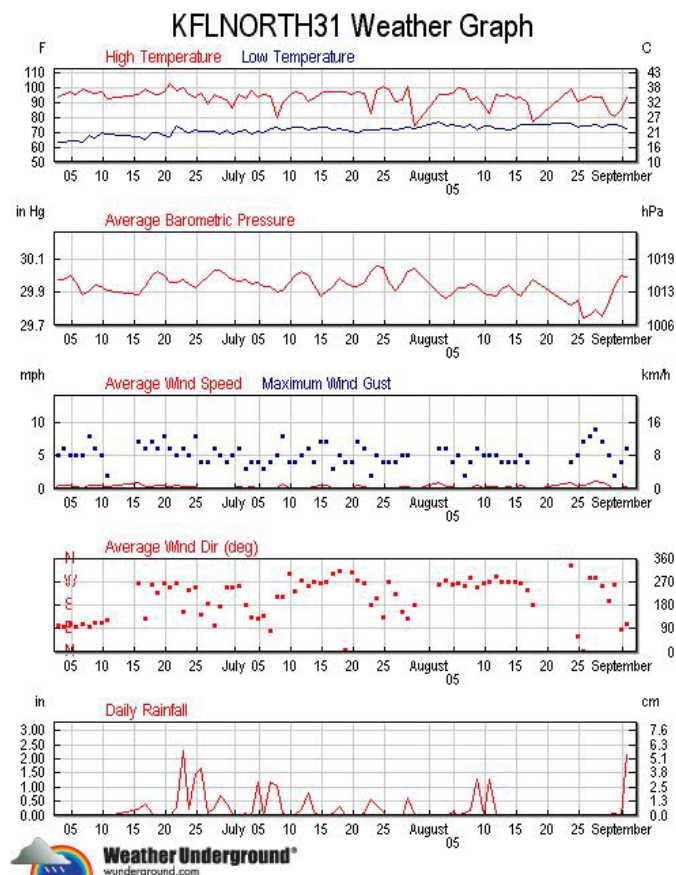 KFLNORTH31 Weather Graph
F High Temperature Low Temperature C
110 43
100 38
90 32
80 27
70 21
60 16
50 10
05 10 15 20 25 July 05 10 15 20 25 August 05 10 15 20 25 September
in Hg Average Barometric Pressure hPa
30.1 1019
29.9 1013
29.7 1006
05 10 15 20 25 July 05 10 15 20 25 August 05 10 15 20 25 September
mph Average Wind Speed Maximum Wind Gust km/h
10 16
5 8
0 0
05 10 15 20 25 July 05 10 15 20 25 August 05 10 15 20 25 September
Average Wind Dir (deg)
N 360
W 270
S 180
E 90
N 0
05 10 15 20 25 July 05 10 15 20 25 August 05 10 15 20 25 September
in Daily Rainfall cm
3.00 7.6
2.50 6.3
2.00 5.1
1.50 3.8
1.00 2.5
0.50 1.3
0.00 0.0
05 10 15 20 25 July 05 10 15 20 25 August 05 10 15 20 25 September
Weather Underground®
wunderground.com